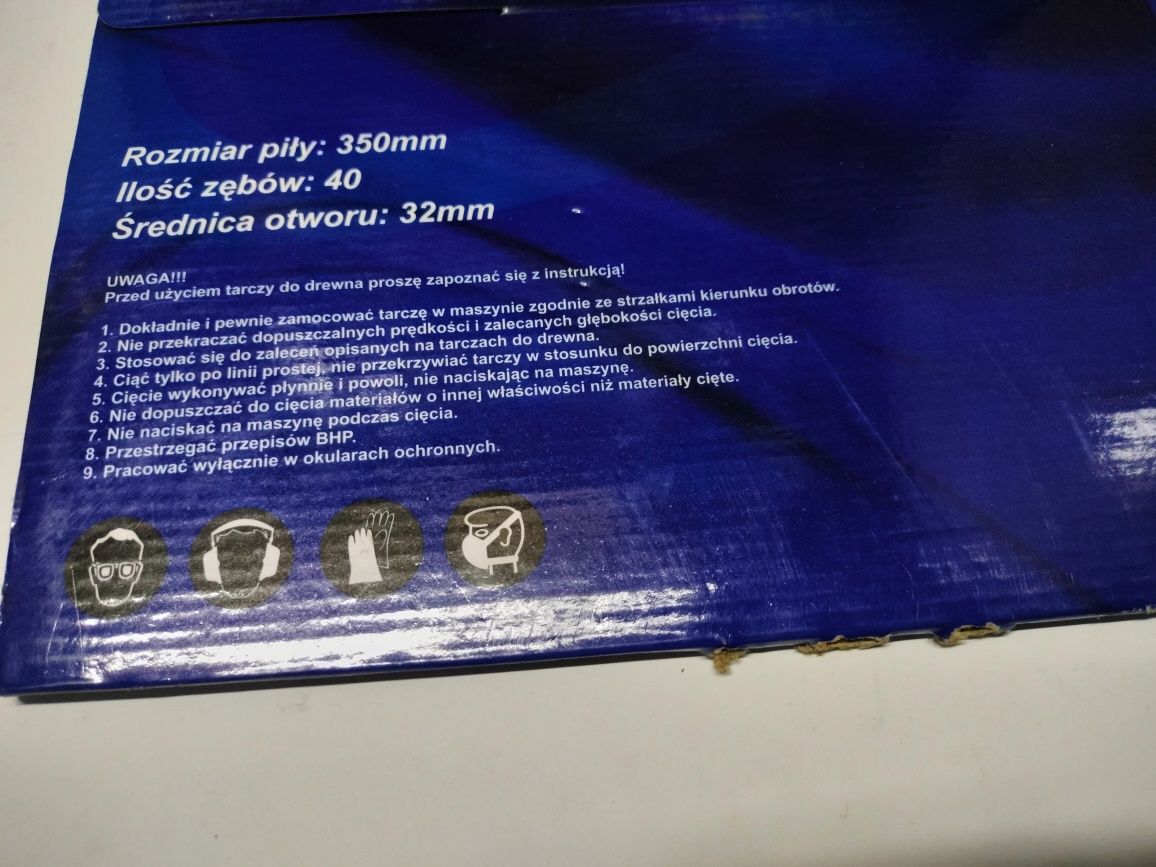 Rozmiar piły: 350mm
Ilość zębów: 40
Średnica otworu: 32mm
UWAGA!!!
Przed użyciem tarczy do drewna proszę zapoznać się z instrukcją!
1. Dokładnie i pewnie zamocować tarczę w maszynie zgodnie ze strzałkami kierunku obrotów.
2. Nie przekraczać dopuszczalnych prędkości i zalecanych głębokości cięcia.
3. Stosować się do zaleceń opisanych na tarczach do drewna.
4. Ciąć tylko po linii prostej, nie przekrzywiać tarczy w stosunku do powierzchni cięcia.
5. Cięcie wykonywać płynnie i powoli, nie naciskając na maszynę.
6. Nie dopuszczać do cięcia materiałów o innej właściwości niż materiały cięte.
7. Nie naciskać na maszynę podczas cięcia.
8. Przestrzegać przepisów BHP.
9. Pracować wyłącznie w okularach ochronnych.